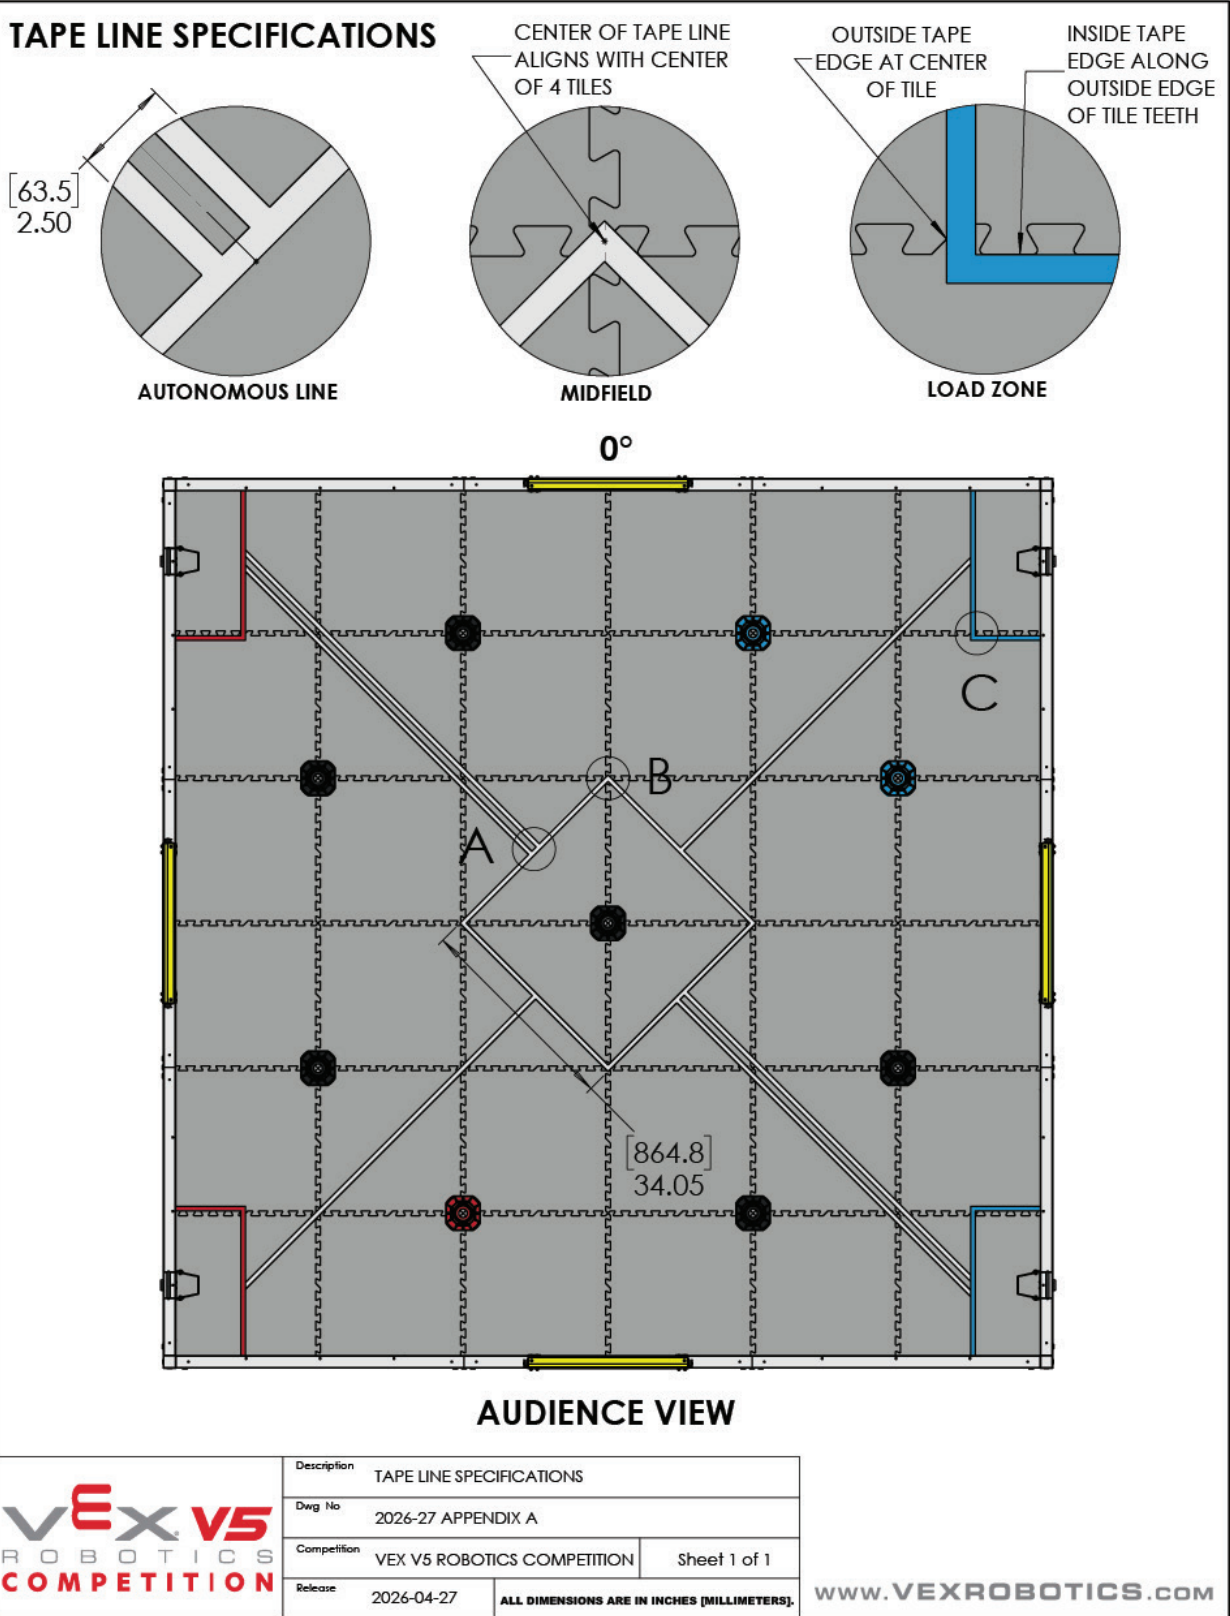 TAPE LINE SPECIFICATIONS
CENTER OF TAPE LINE
ALIGNS WITH CENTER
OF 4 TILES
OUTSIDE TAPE
EDGE AT CENTER
OF TILE
INSIDE TAPE
EDGE ALONG
OUTSIDE EDGE
OF TILE TEETH
[63.5]
2.50
AUTONOMOUS LINE
MIDFIELD
LOAD ZONE
0°
C
B
A
[864.8]
34.05
AUDIENCE VIEW
VEX V5
ROBOTICS
COMPETITION
Description TAPE LINE SPECIFICATIONS
Dwg No 2026-27 APPENDIX A
Competition VEX V5 ROBOTICS COMPETITION Sheet 1 of 1
Release 2026-04-27 ALL DIMENSIONS ARE IN INCHES [MILLIMETERS].
www.VEXROBOTICS.com